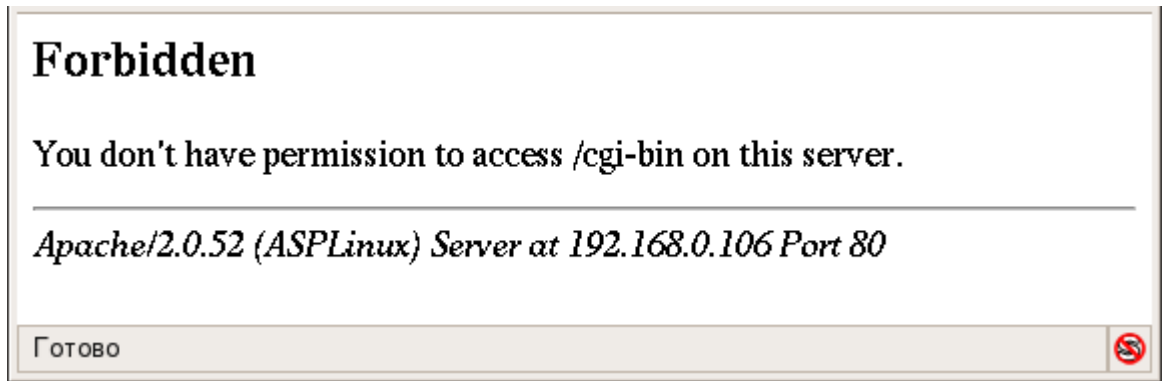 Forbidden
You don't have permission to access /cgi-bin on this server.
Apache/2.0.52 (ASPLinux) Server at 192.168.0.106 Port 80
Готово